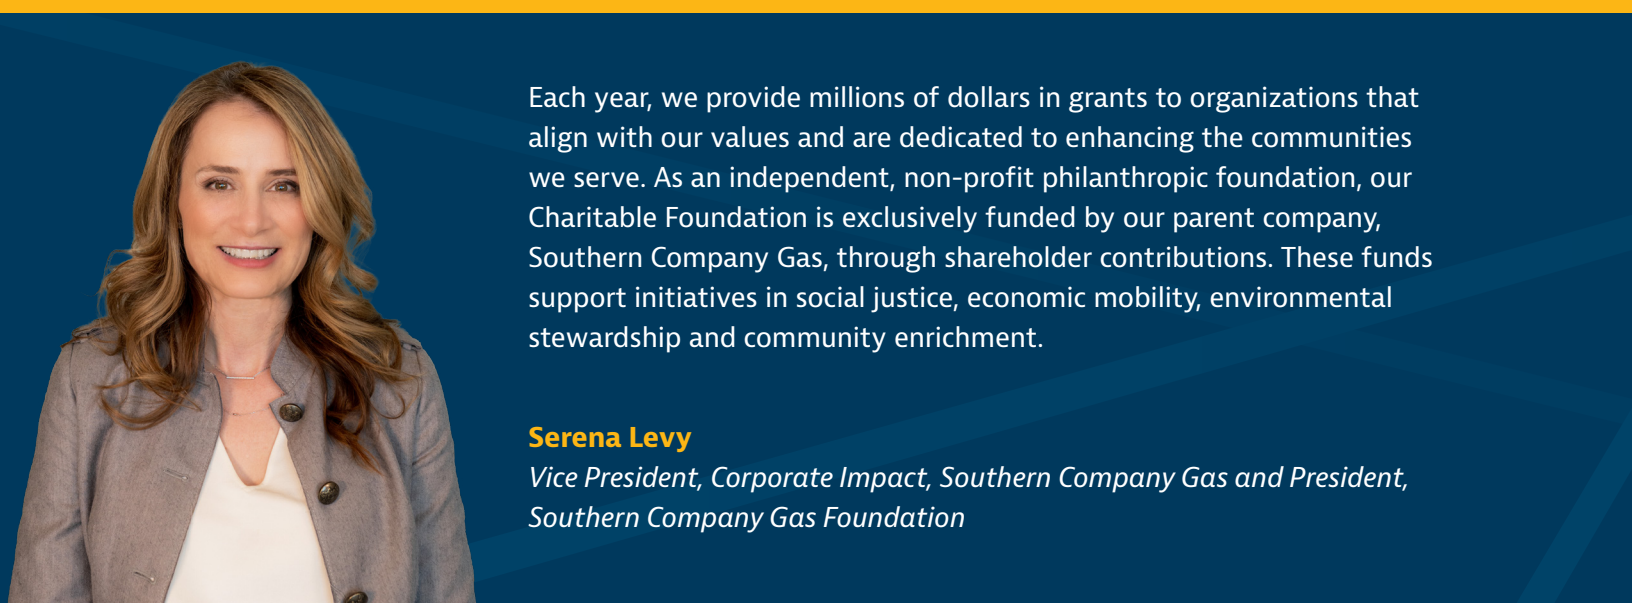 Each year, we provide millions of dollars in grants to organizations that
align with our values and are dedicated to enhancing the communities
we serve. As an independent, non-profit philanthropic foundation, our
Charitable Foundation is exclusively funded by our parent company,
Southern Company Gas, through shareholder contributions. These funds
support initiatives in social justice, economic mobility, environmental
stewardship and community enrichment.
Serena Levy
Vice President, Corporate Impact, Southern Company Gas and President,
Southern Company Gas Foundation